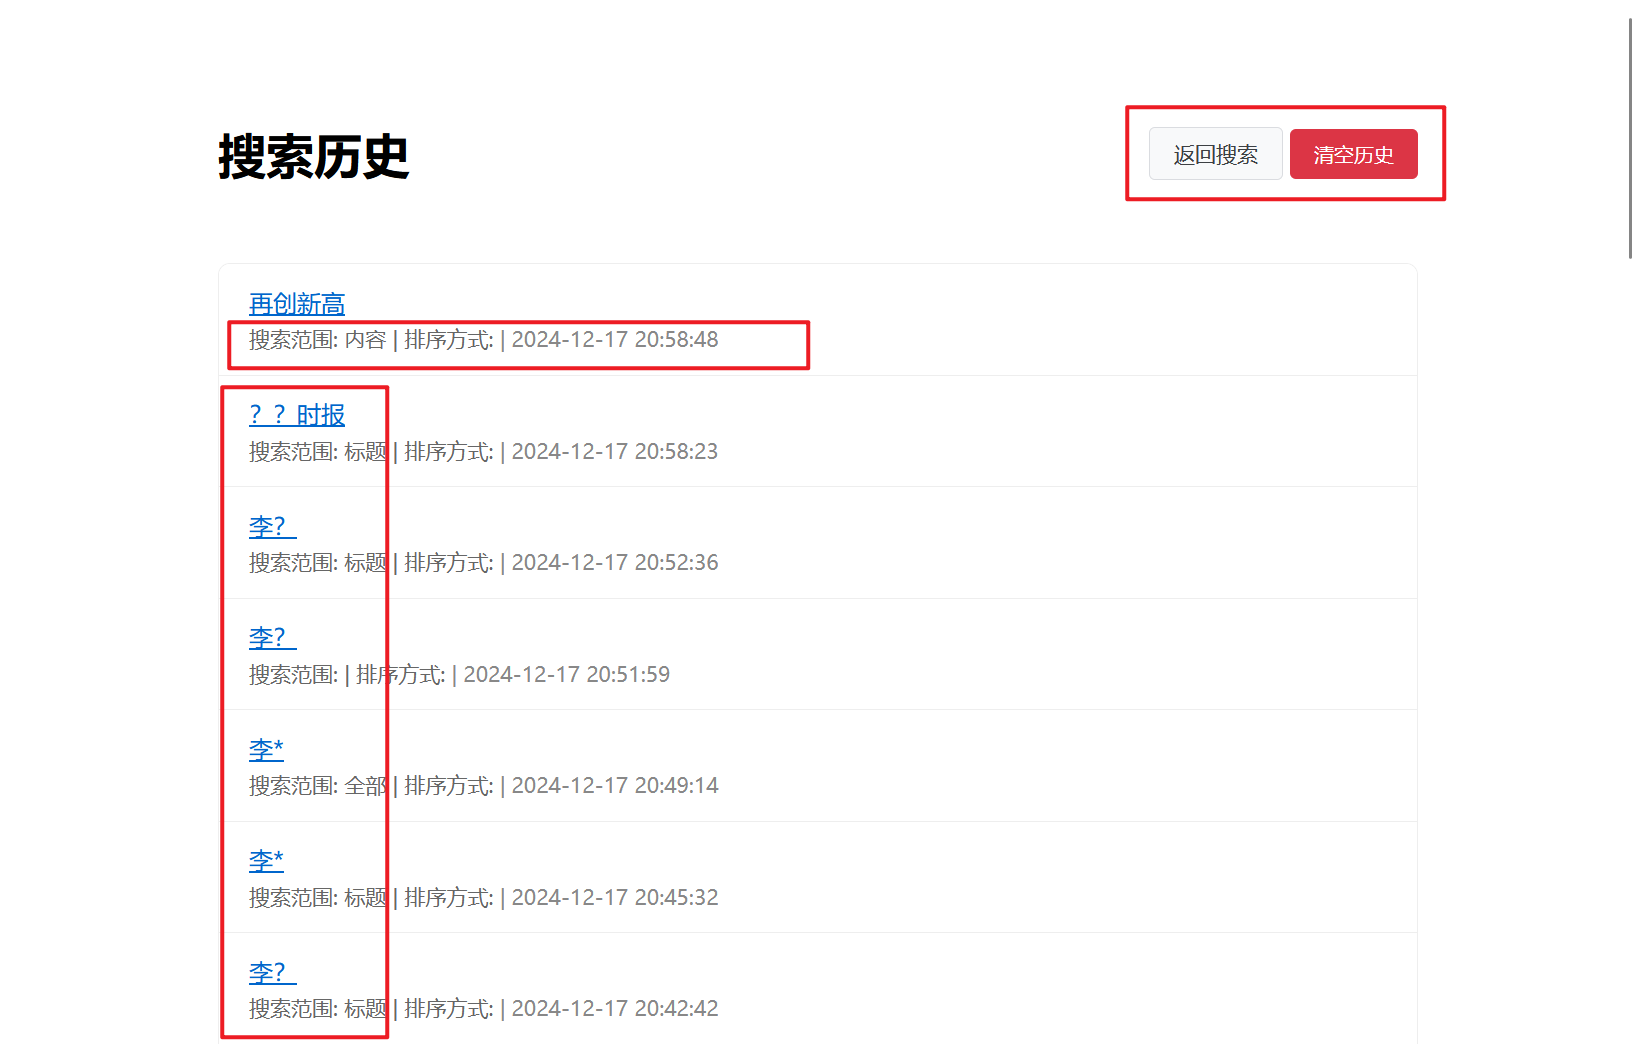 搜索历史
返回搜索
清空历史
再创新高
搜索范围: 内容 | 排序方式: | 2024-12-17 20:58:48
？？时报
搜索范围: 标题 | 排序方式: | 2024-12-17 20:58:23
李？
搜索范围: 标题 | 排序方式: | 2024-12-17 20:52:36
李？
搜索范围: | 排序方式: | 2024-12-17 20:51:59
李*
搜索范围: 全部 | 排序方式: | 2024-12-17 20:49:14
李*
搜索范围: 标题 | 排序方式: | 2024-12-17 20:45:32
李？
搜索范围: 标题 | 排序方式: | 2024-12-17 20:42:42